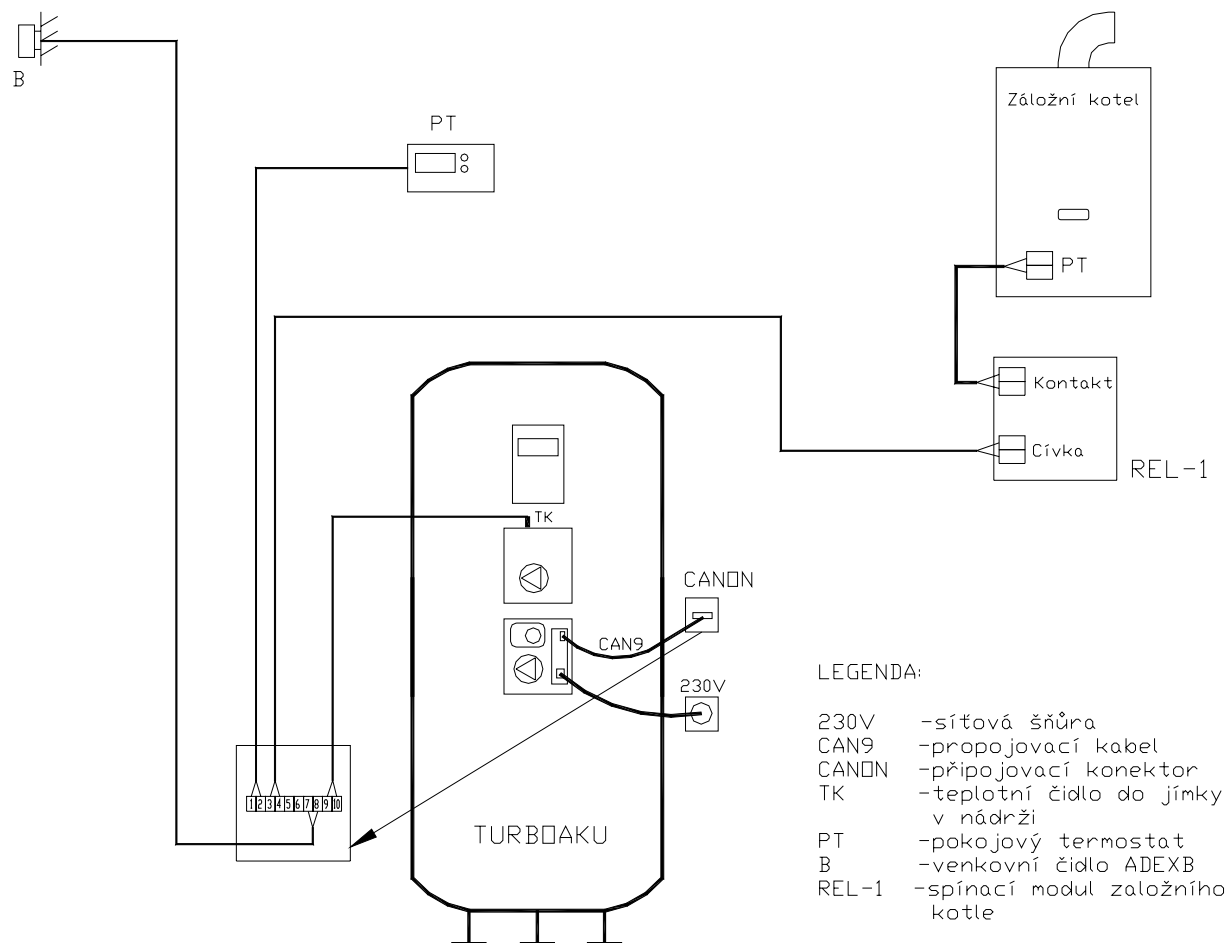 B
PT
Záložní kotel
PT
Kontakt
Cívka
REL-1
TK
CANON
CAN9
230V
1 2 3 4 5 6 7 8 9 10
TURBOAKU
LEGENDA:
230V -síťová šňůra
CAN9 -propojovací kabel
CANON -připojovací konektor
TK -teplotní čidlo do jímky
v nádrži
PT -pokojový termostat
B -venkovní čidlo ADEXB
REL-1 -spínací modul založního
kotle